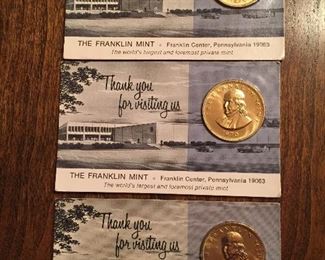 THE FRANKLIN MINT • Franklin Center, Pennsylvania 19063
The world's largest and foremost private mint
Thank you
for visiting us
THE FRANKLIN MINT • Franklin Center, Pennsylvania 19063
The world's largest and foremost private mint
Thank you
for visiting us